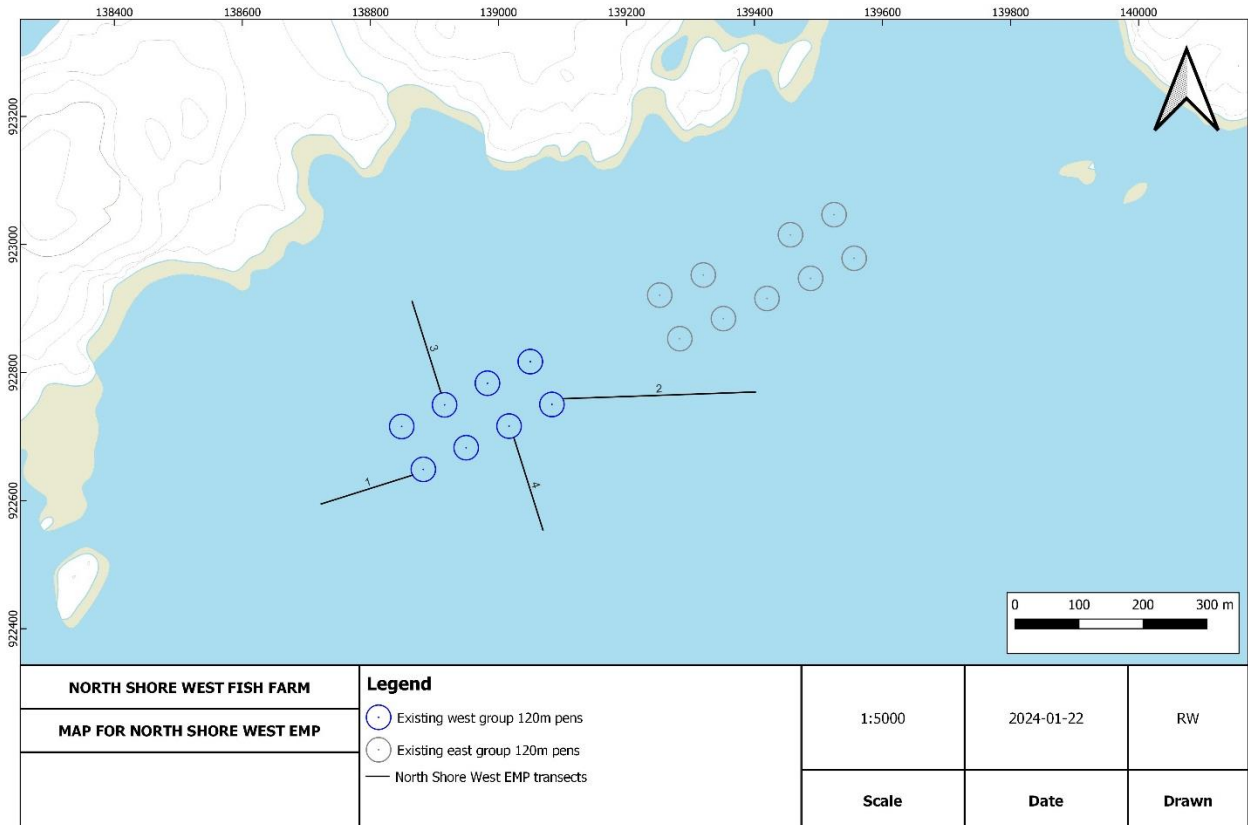 138400 138600 138800 139000 139200 139400 139600 139800 140000
923200
923000
922800
922600
922400
3
2
1
4
0 100 200 300 m
NORTH SHORE WEST FISH FARM
MAP FOR NORTH SHORE WEST EMP
Legend
Existing west group 120m pens
Existing east group 120m pens
North Shore West EMP transects
1:5000 2024-01-22 RW
Scale Date Drawn